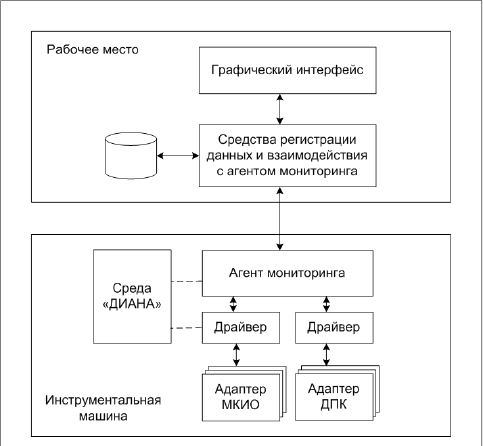 Рабочее место
Графический интерфейс
Средства регистрации
данных и взаимодействия
с агентом мониторинга
Агент мониторинга
Среда
«ДИАНА»
Драйвер
Драйвер
Адаптер
МКИО
Адаптер
ДПК
Инструментальная
машина